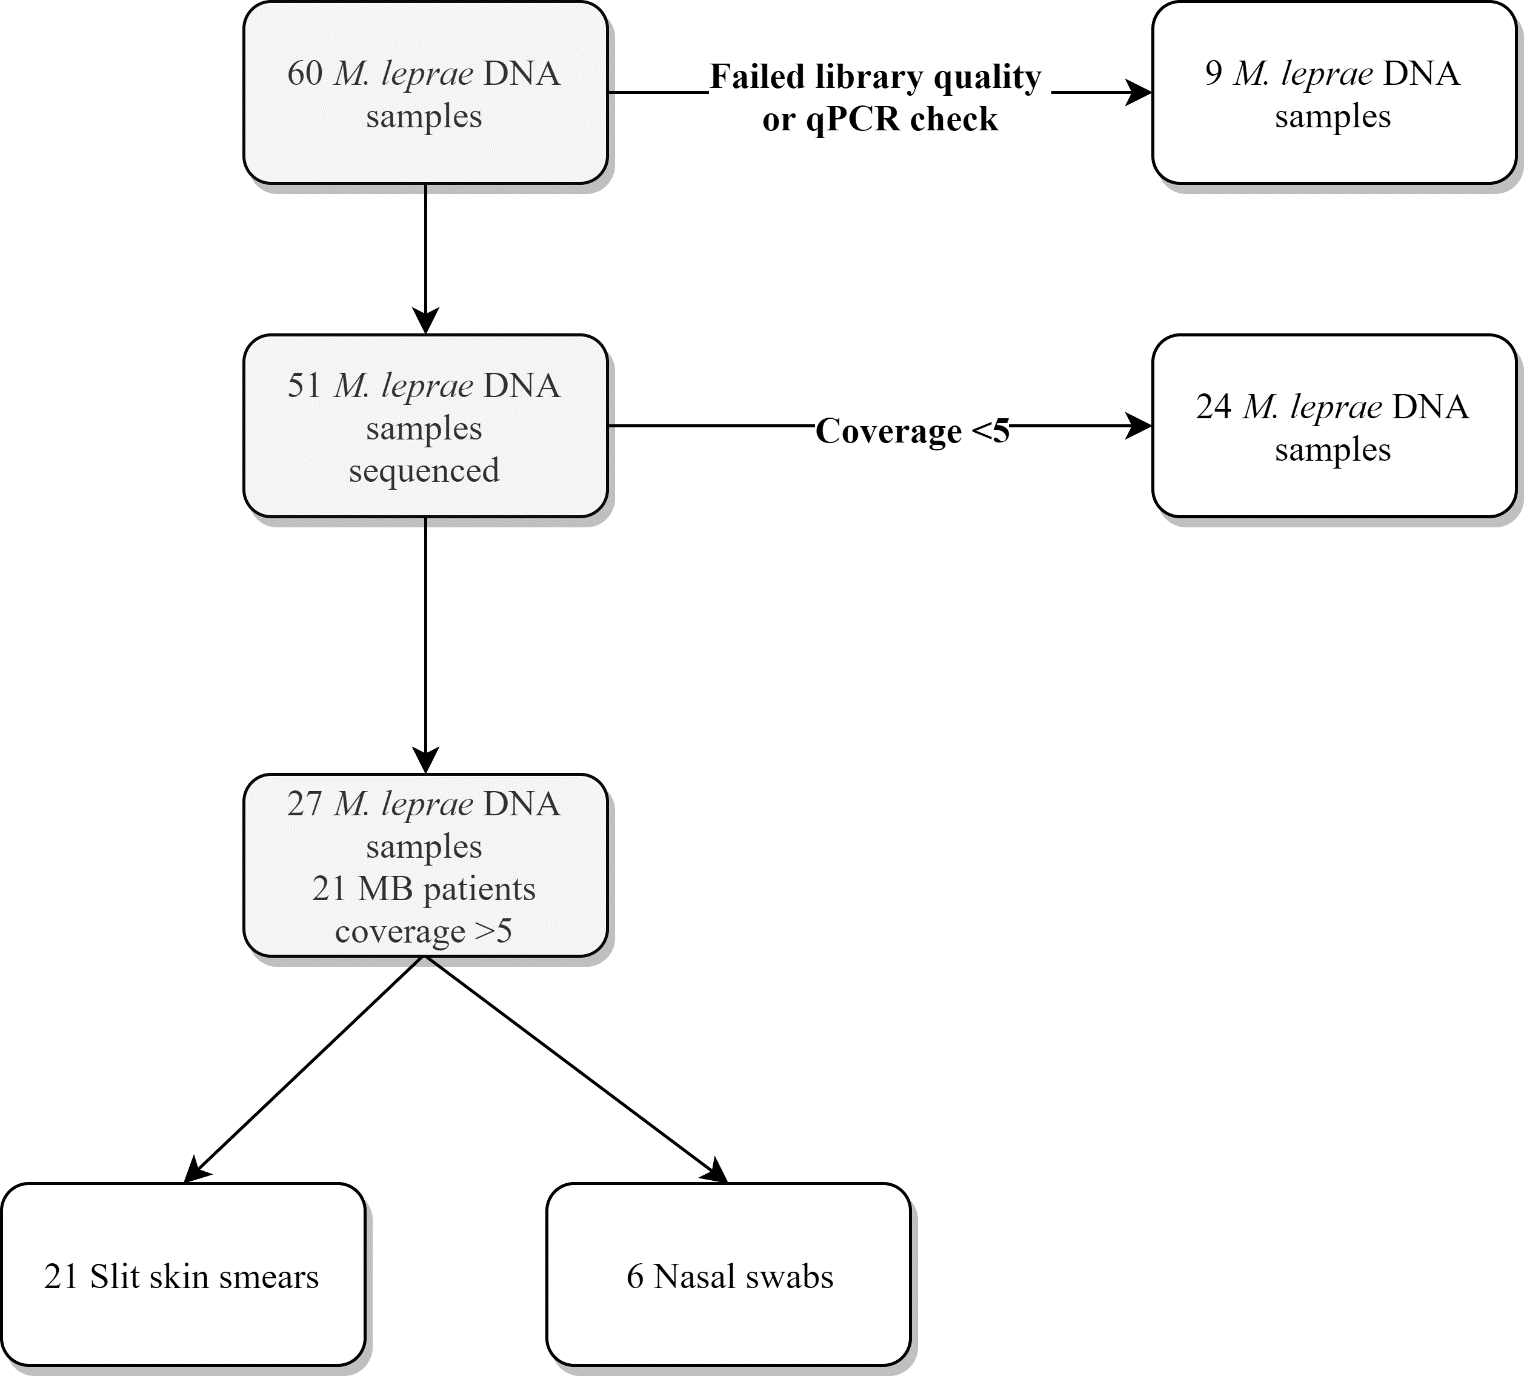 60 M. leprae DNA
samples
Failed library quality
or qPCR check
9 M. leprae DNA
samples
51 M. leprae DNA
samples
sequenced
Coverage <5
24 M. leprae DNA
samples
27 M. leprae DNA
samples
21 MB patients
coverage >5
21 Slit skin smears
6 Nasal swabs